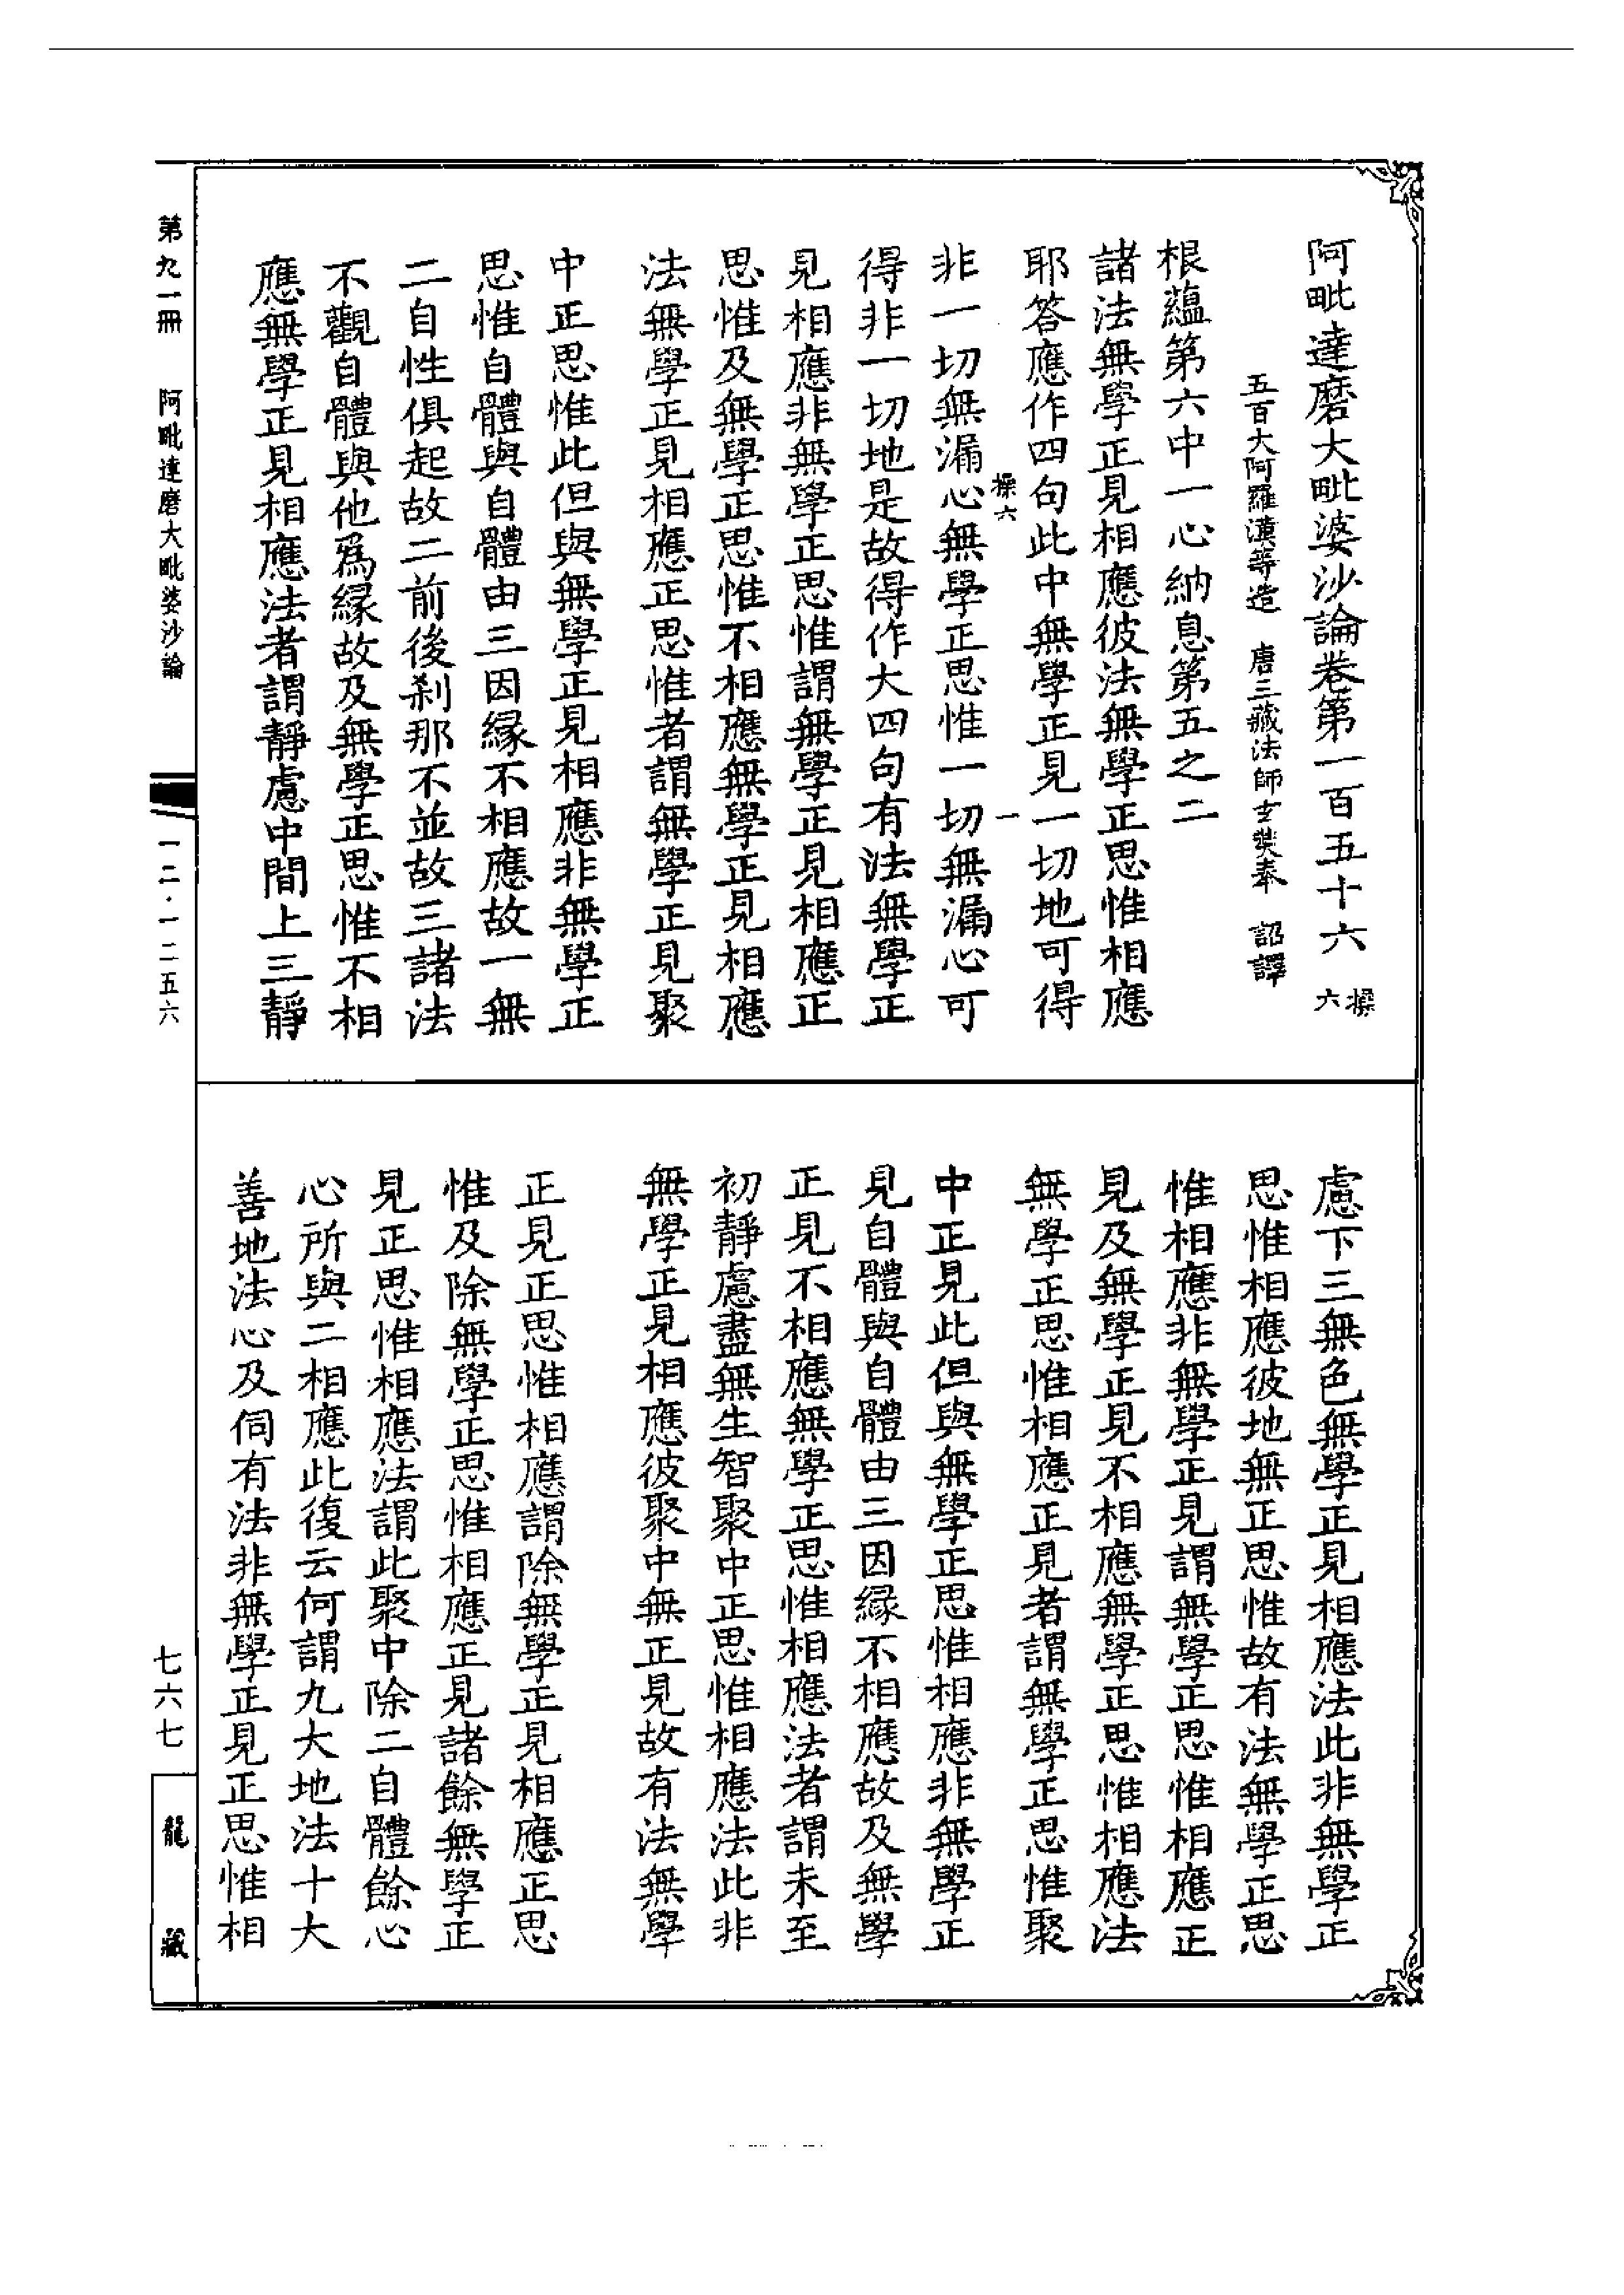 阿毗達磨大毗婆沙論卷第一百五十六 操六
五百大阿羅漢等造 唐三藏法師玄奘奉 詔譯
根蘊第六中一心納息第五之二
諸法無學正見相應彼法無學正思惟相應
耶答應作四句此中無學正見一切地可得
操六 一
非一切無漏心無學正思惟一切無漏心可
得非一切地是故得作大四句有法無學正
見相應非無學正思惟謂無學正見相應正
思惟及無學正思惟不相應無學正見相應
法無學正見相應正思惟者謂無學正見聚
中正思惟此但與無學正見相應非無學正
思惟自體與自體由三因緣不相應故一無
二自性俱起故二前後剎那不並故三諸法
不觀自體與他為緣故及無學正思惟不相
應無學正見相應法者謂靜慮中間上三靜
慮下三無色無學正見相應法此非無學正
思惟相應彼地無正思惟故有法無學正思
惟相應非無學正見謂無學正思惟相應正
見及無學正見不相應無學正思惟相應法
無學正思惟相應正見者謂無學正思惟聚
中正見此但與無學正思惟相應非無學正
見自體與自體由三因緣不相應故及無學
正見不相應無學正思惟相應法者謂未至
初靜慮盡無生智聚中正思惟相應法此非
無學正見相應彼聚中無正見故有法無學
正見正思惟相應謂除無學正見相應正思
惟及除無學正思惟相應正見諸餘無學正
見正思惟相應法謂此聚中除二自體餘心
心所與二相應此復云何謂九大地法十大
善地法心及伺有法非無學正見正思惟相
第九一冊 阿毗達磨大毗婆沙論
一二·一二五六
七六七
龍藏